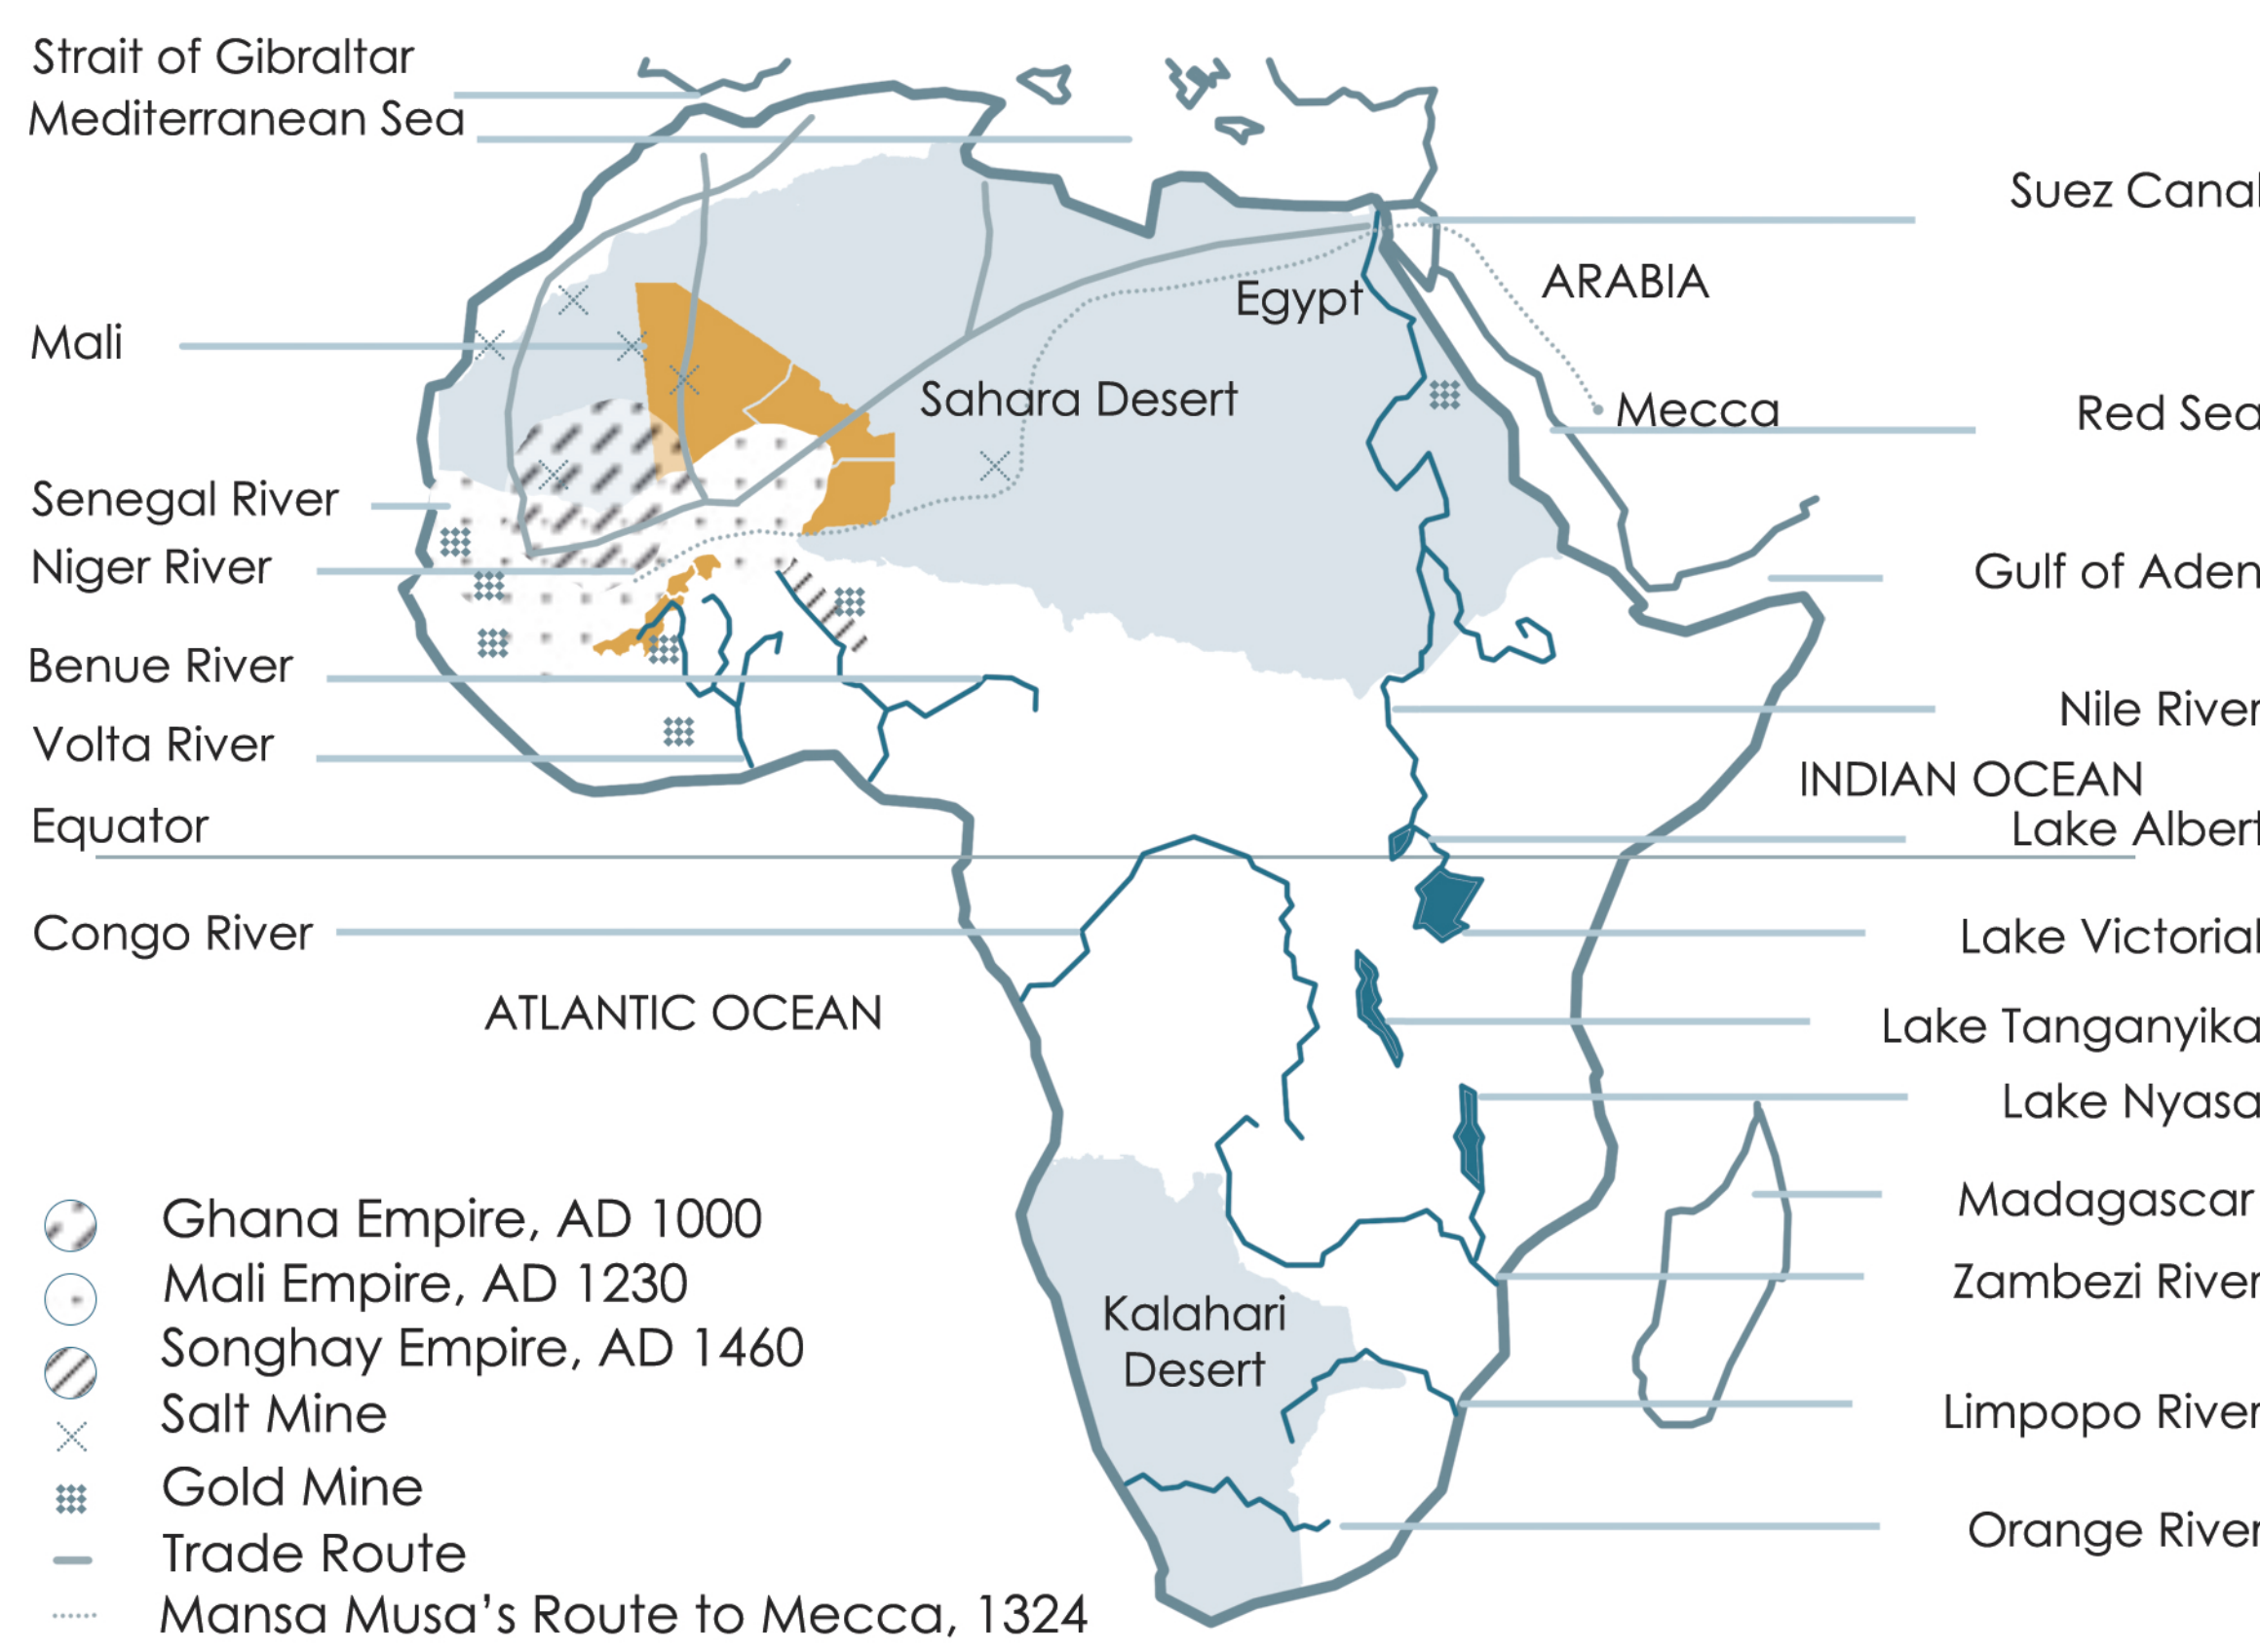 Strait of Gibraltar
Mediterranean Sea
Suez Canal
ARABIA
Egypt
Mali
Sahara Desert
Mecca
Red Sea
Senegal River
Niger River
Gulf of Aden
Benue River
Nile River
Volta River
INDIAN OCEAN
Equator
Lake Albert
Congo River
Lake Victorial
ATLANTIC OCEAN
Lake Tanganyika
Lake Nyasa
Madagascar
Zambezi River
Kalahari
Desert
Limpopo River
Orange River
Ghana Empire, AD 1000
Mali Empire, AD 1230
Songhay Empire, AD 1460
Salt Mine
Gold Mine
Trade Route
Mansa Musa’s Route to Mecca, 1324